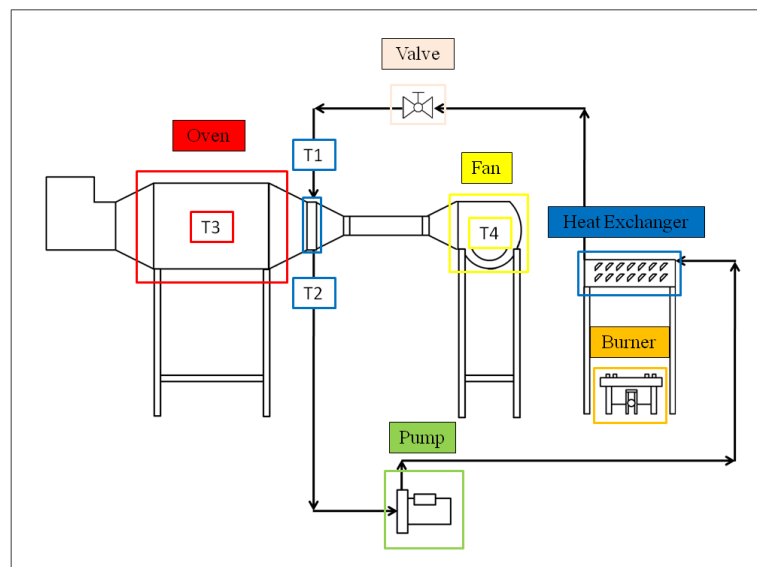 Valve
Oven
T1
Fan
T3
T4
Heat Exchanger
T2
Burner
Pump